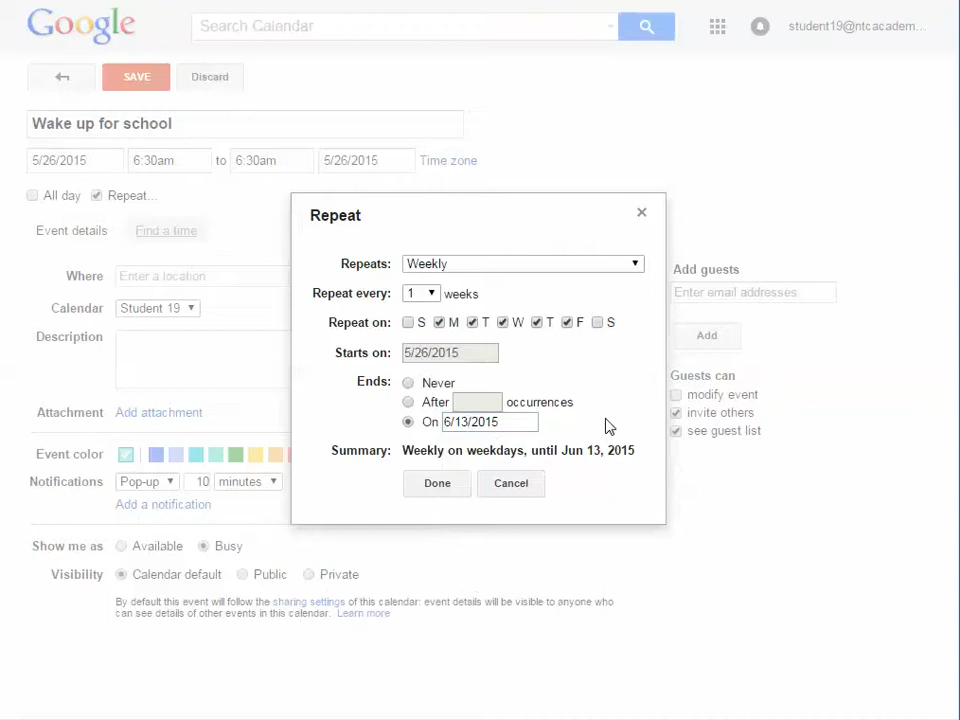 Google
Search Calendar
student19@ntcacadem...
SAVE
Discard
Wake up for school
5/26/2015 6:30am to 6:30am 5/26/2015 Time zone
All day Repeat...
Event details Find a time
Where Enter a location
Calendar Student 19
Description
Attachment Add attachment
Event color
Notifications Pop-up 10 minutes
Add a notification
Show me as Available Busy
Visibility Calendar default Public Private
By default this event will follow the sharing settings of this calendar: event details will be visible to anyone who
can see details of other events in this calendar. Learn more
Repeat
Repeats: Weekly
Repeat every: 1 weeks
Repeat on: S M T W T F S
Starts on: 5/26/2015
Ends: Never
After occurrences
On 6/13/2015
Summary: Weekly on weekdays, until Jun 13, 2015
Done Cancel
Add guests
Enter email addresses
Add
Guests can
modify event
invite others
see guest list